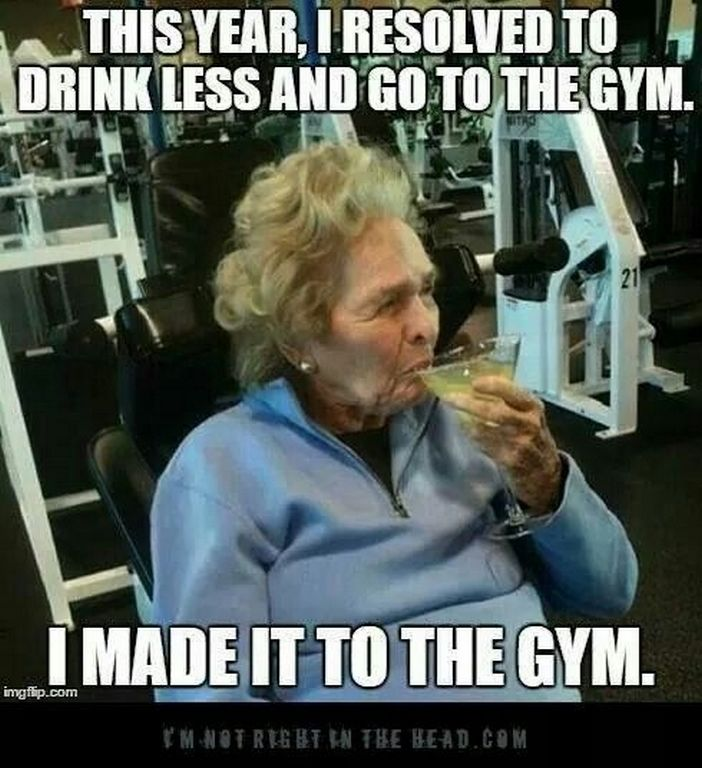 THIS YEAR, I RESOLVED TO
DRINK LESS AND GO TO THE GYM.
NITRO
21
I MADE IT TO THE GYM.
imgflip.com
I'M NOT RIGHT IN THE HEAD.COM